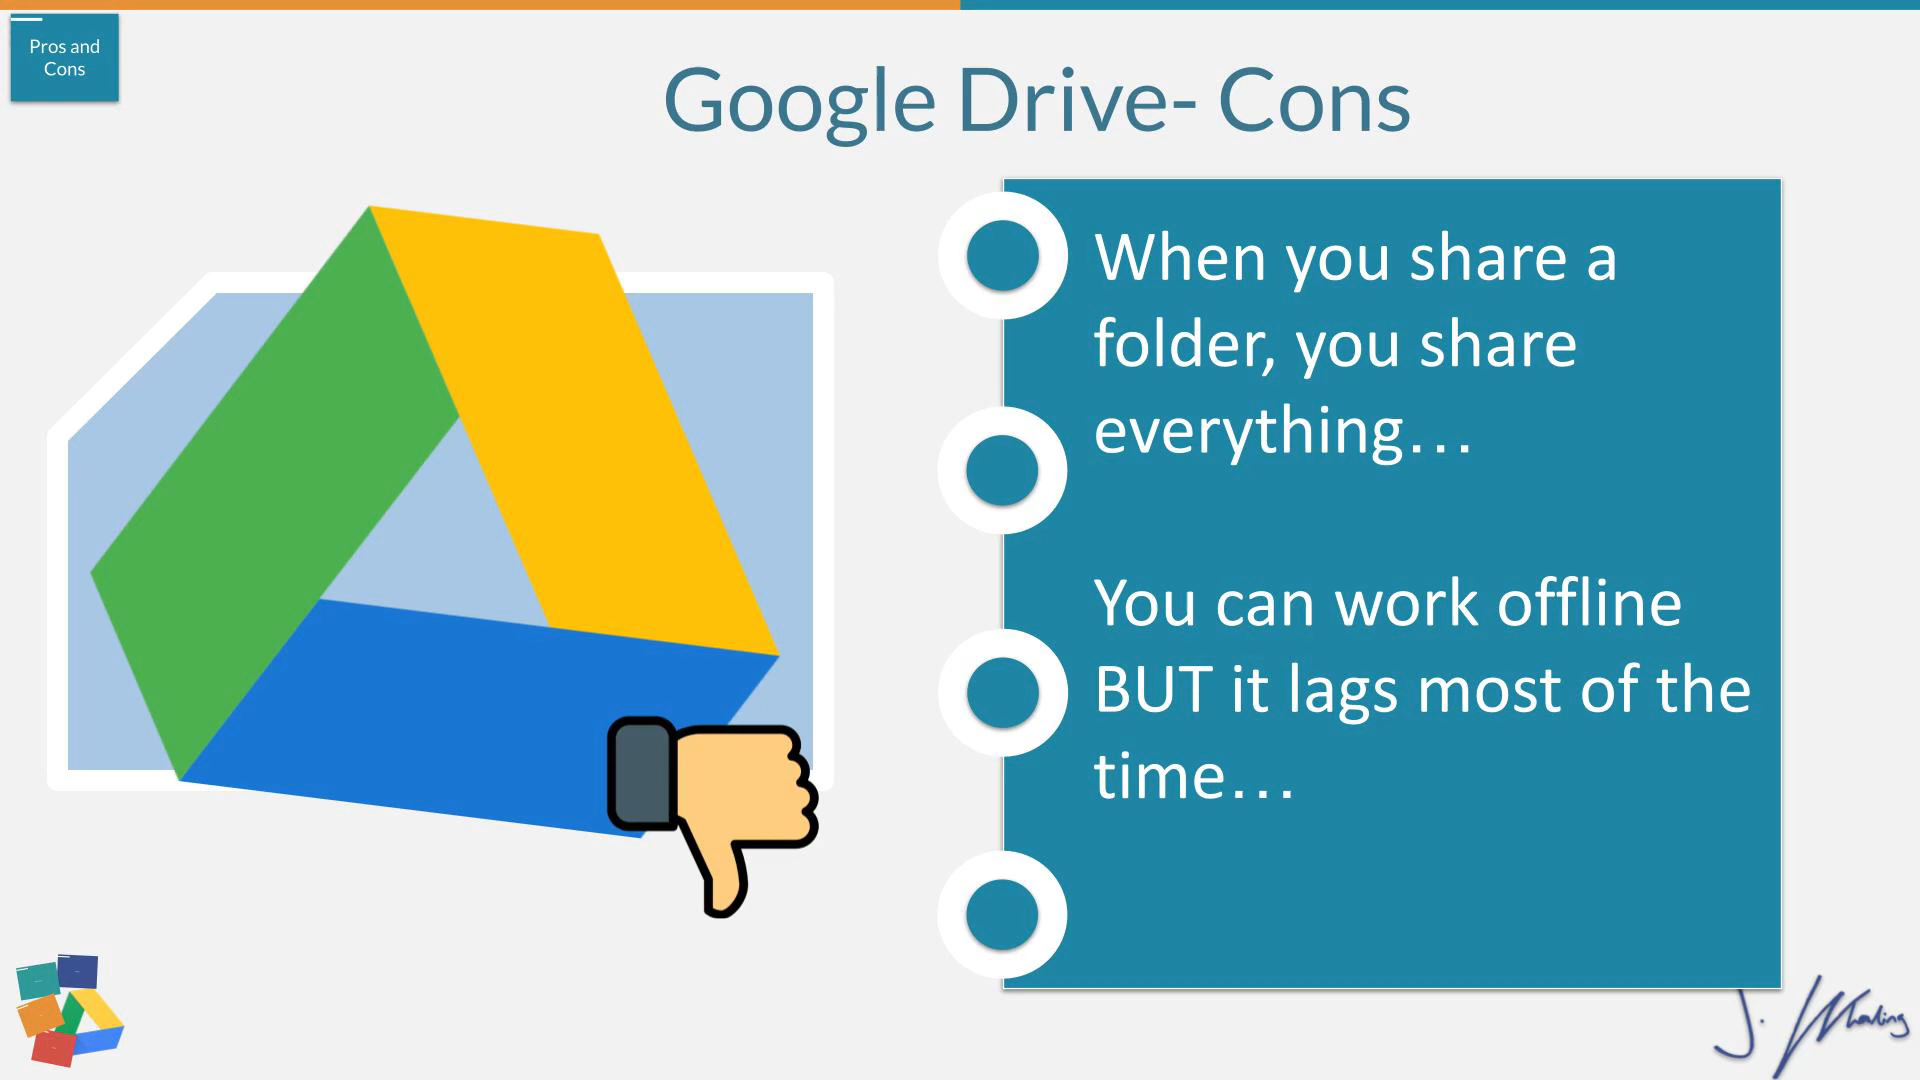 Pros and
Cons
Google Drive- Cons
When you share a
folder, you share
everything…
You can work offline
BUT it lags most of the
time…